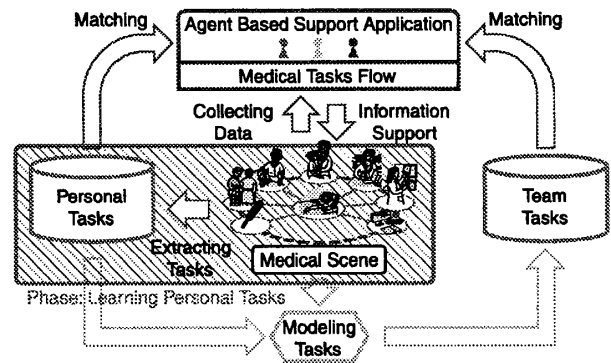 Matching
Agent Based Support Application
Matching
Medical Tasks Flow
Collecting
Data
Information
Support
Personal
Tasks
Team
Tasks
Extracting
Tasks
Medical Scene
Phase: Learning Personal Tasks
Modeling
Tasks